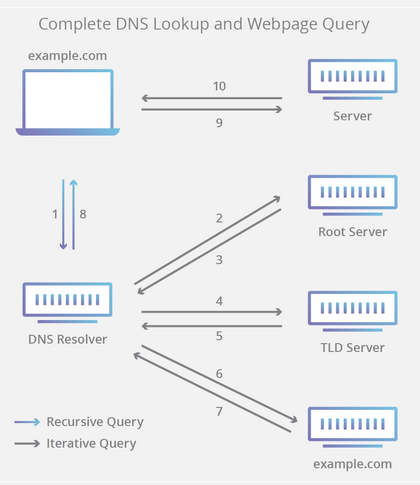 Complete DNS Lookup and Webpage Query
example.com
10
9
Server
1
8
2
3
Root Server
DNS Resolver
4
5
TLD Server
6
7
Recursive Query
Iterative Query
example.com